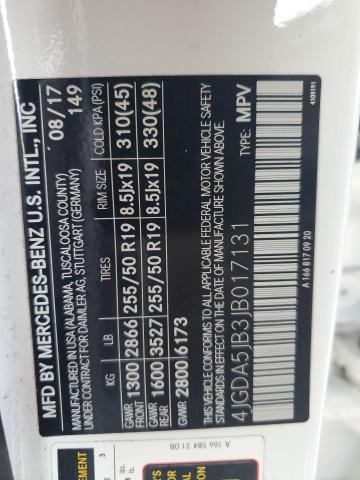 MFG BY MERCEDES-BENZ U.S. INTL., INC
08/17
149
MANUFACTURED IN USA (ALABAMA, TUSCALOOSA COUNTY)
UNDER CONTRACT FOR DAIMLER AG, STUTTGART (GERMANY)
KG LB TIRES RIM SIZE COLD KPA(PSI)
GAWR FRONT 1300 2866 255/50 R19 8.5Jx19 310(45)
GAWR REAR 1600 3527 255/50 R19 8.5Jx19 330(48)
GVWR 2800 6173
THIS VEHICLE CONFORMS TO ALL APPLICABLE FEDERAL MOTOR VEHICLE SAFETY
STANDARDS IN EFFECT ON THE DATE OF MANUFACTURE SHOWN ABOVE.
4JGDA5JB3JB017131 TYPE: MPV
A 166 817 09 20
4109191
A 166 584 31 08
3
lbs.